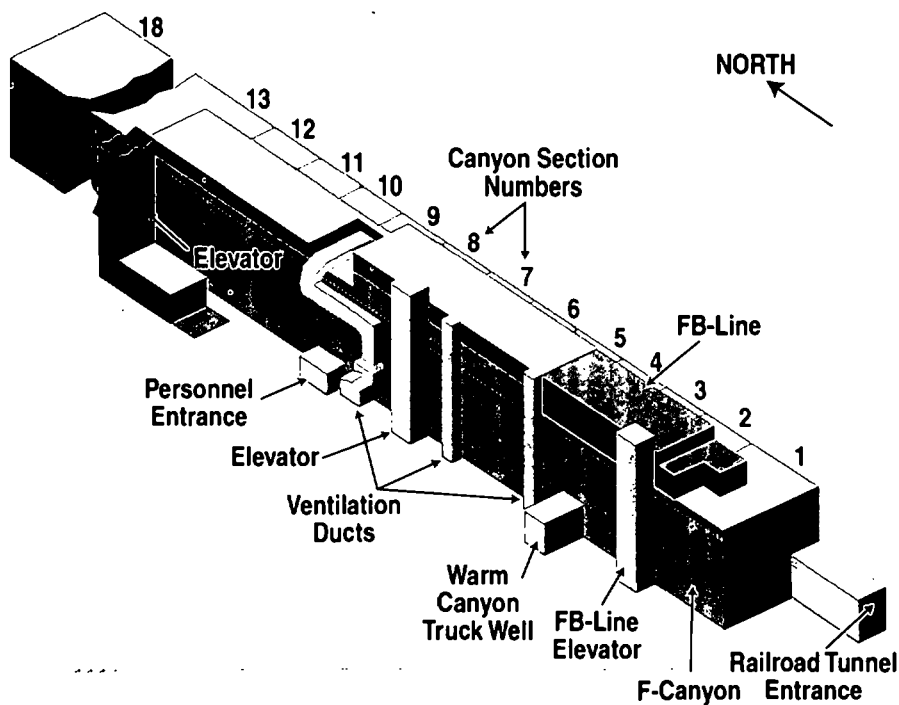 18
NORTH
13
12
11
10
9
8
7
6
5
4
3
2
1
Canyon Section
Numbers
FB-Line
Elevator
Personnel
Entrance
Elevator
Ventilation
Ducts
Warm
Canyon
Truck Well
FB-Line
Elevator
F-Canyon
Railroad Tunnel
Entrance